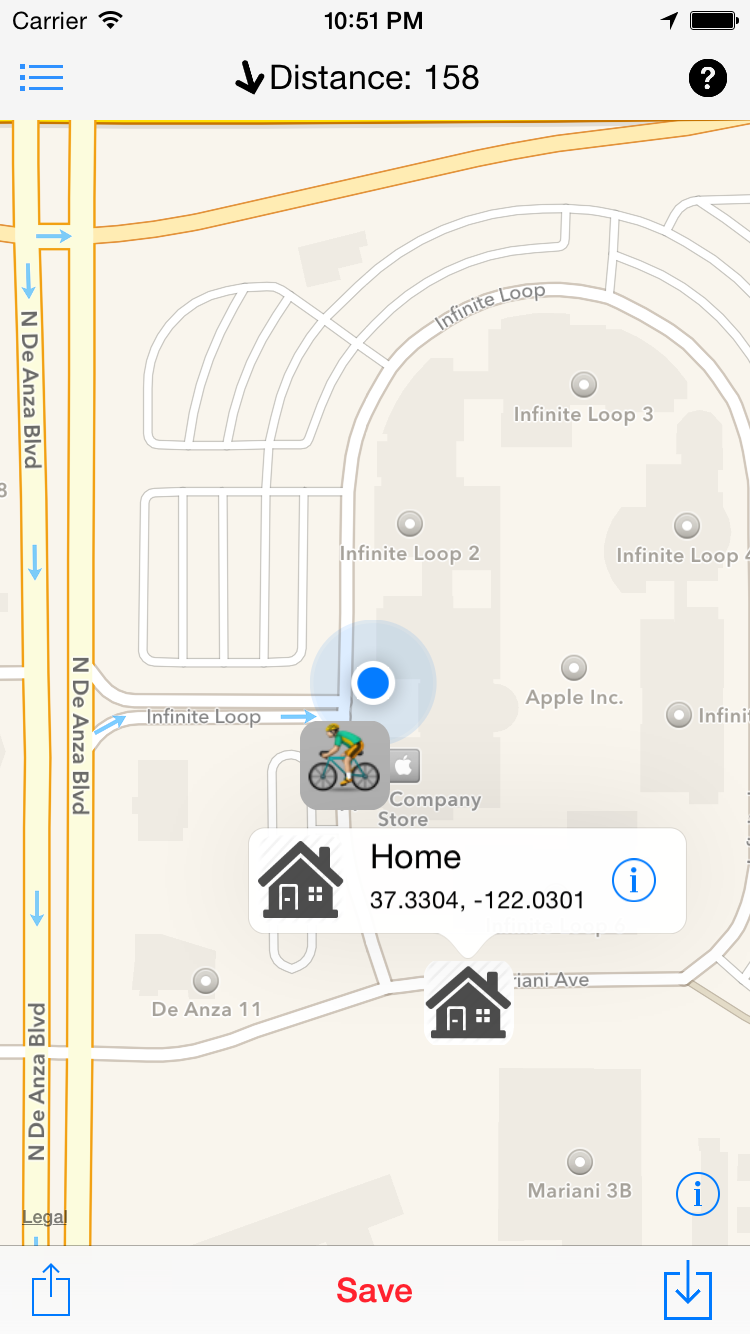 Carrier 10:51 PM
Distance: 158
?
N De Anza Blvd
Infinite Loop
Infinite Loop 3
8
Infinite Loop 2
Infinite Loop 4
N De Anza Blvd
Apple Inc.
Infinit
Infinite Loop
Company
Store
Home
i
37.3304, -122.0301
riani Ave
De Anza 11
N De Anza Blvd
Mariani 3B
i
Legal
Save